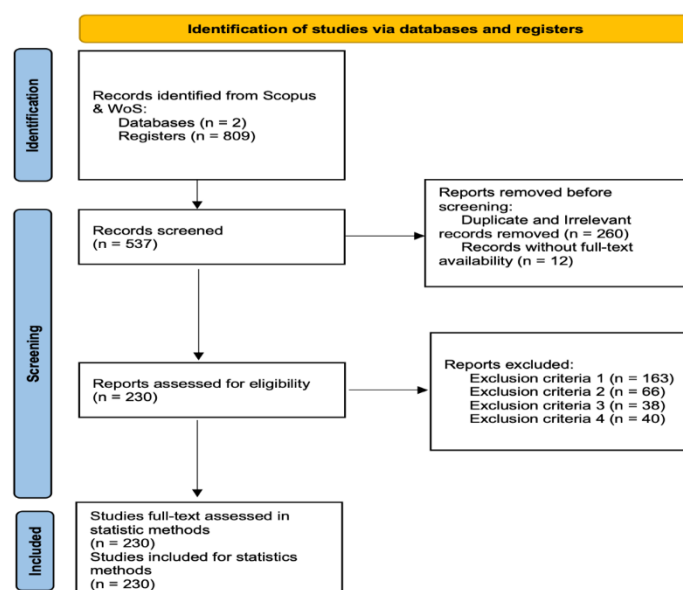 Identification of studies via databases and registers
Identification
Records identified from Scopus
& WoS:
Databases (n = 2)
Registers (n = 809)
Reports removed before
screening:
Duplicate and Irrelevant
records removed (n = 260)
Records without full-text
availability (n = 12)
Screening
Records screened
(n = 537)
Reports assessed for eligibility
(n = 230)
Reports excluded:
Exclusion criteria 1 (n = 163)
Exclusion criteria 2 (n = 66)
Exclusion criteria 3 (n = 38)
Exclusion criteria 4 (n = 40)
Included
Studies full-text assessed in
statistic methods
(n = 230)
Studies included for statistics
methods
(n = 230)